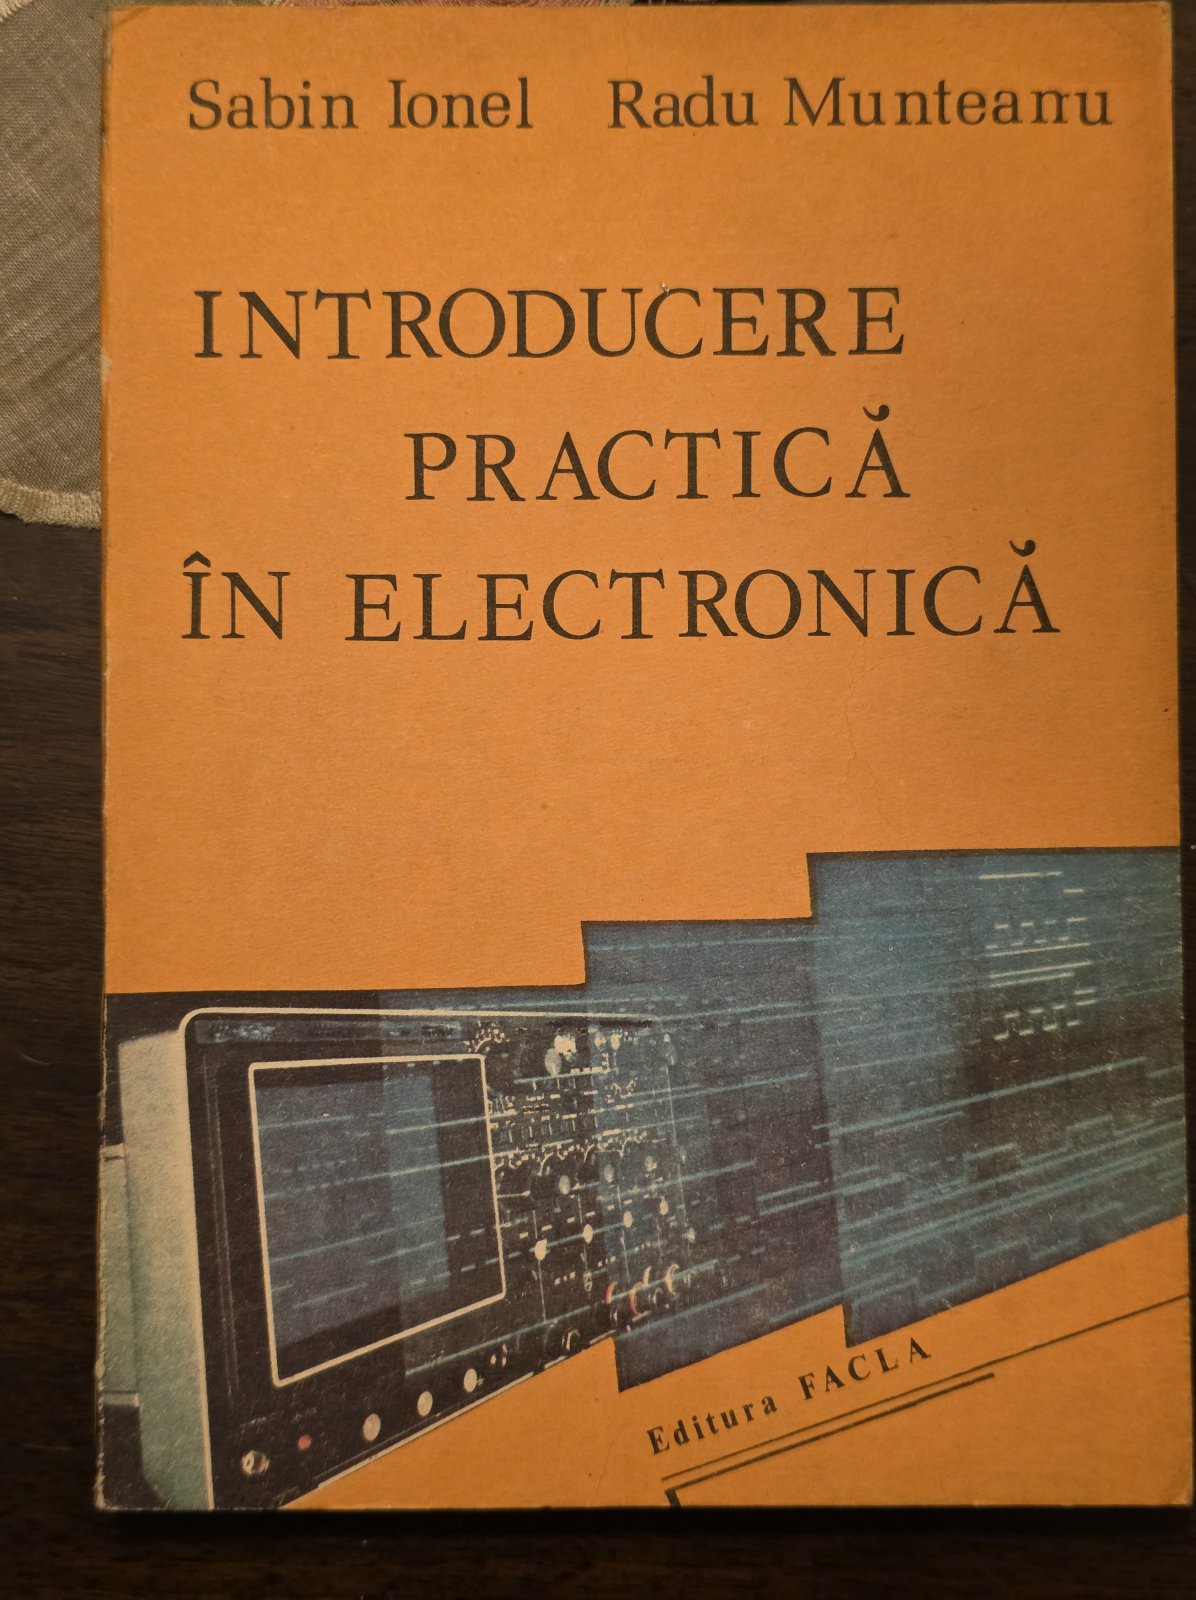 Sabin Ionel Radu Munteanu
INTRODUCERE
PRACTICĂ
ÎN ELECTRONICĂ
Editura FACLA